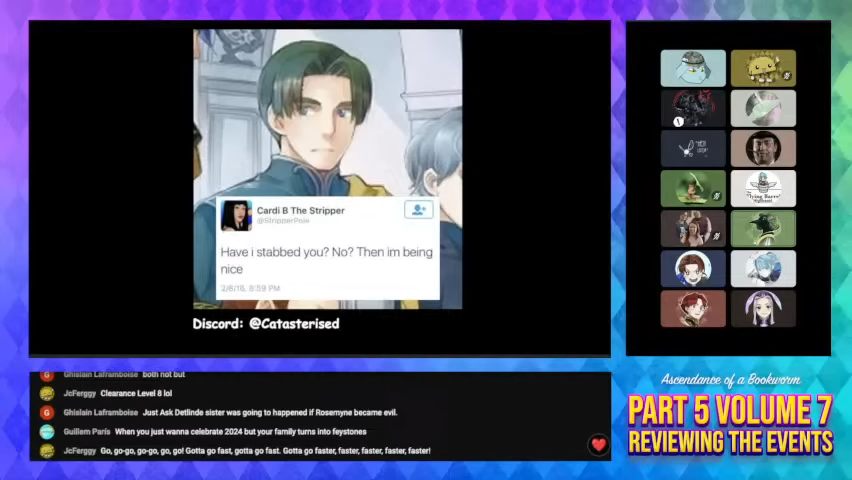 Cardi B The Stripper
Have i stabbed you? No? Then im being
nice
2/6/16, 8:59 PM
Discord: @Catasterised
Ghislain Laframboise both not but
JcFerggy Clearance Level 8 lol
Ghislain Laframboise Just Ask Detlinde sister was going to happened if Rosemyne became evil.
Guillem París When you just wanna celebrate 2024 but your family turns into feystones
JcFerggy Go, go-go, go-go, go, go! Gotta go fast, gotta go fast. Gotta go faster, faster, faster, faster, faster!
Ascendance of a Bookworm
PART 5 VOLUME 7
REVIEWING THE EVENTS